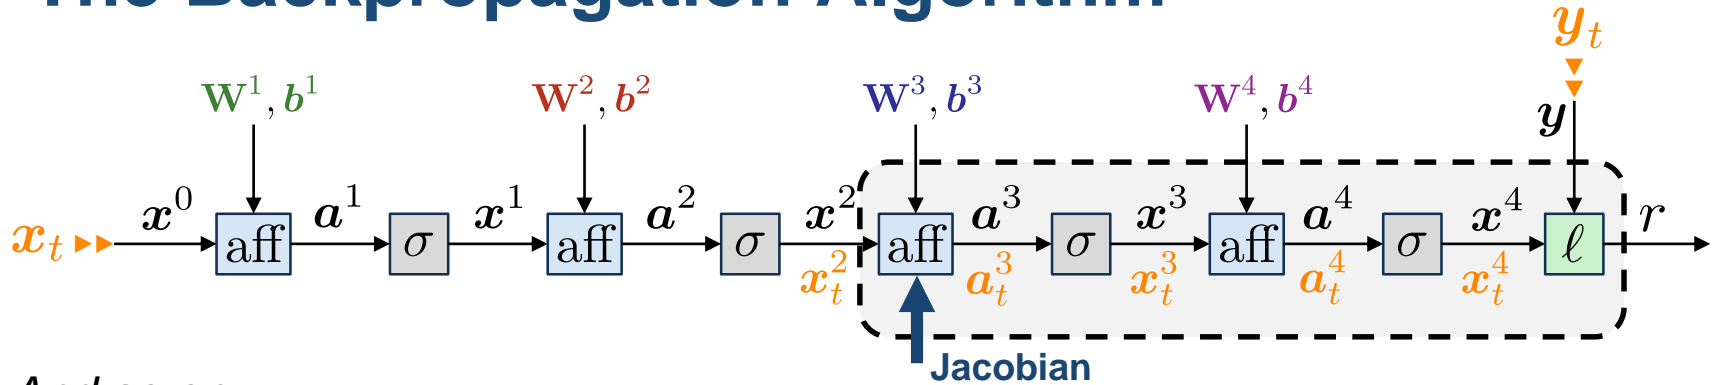 The Backpropagation Algorithm
y_t
W^1, b^1 W^2, b^2 W^3, b^3 W^4, b^4
y
x_t x^0 aff a^1 σ x^1 aff a^2 σ x^2 aff a^3 σ x^3 aff a^4 σ x^4 ℓ r
x_t^2 a_t^3 x_t^3 a_t^4 x_t^4
Jacobian